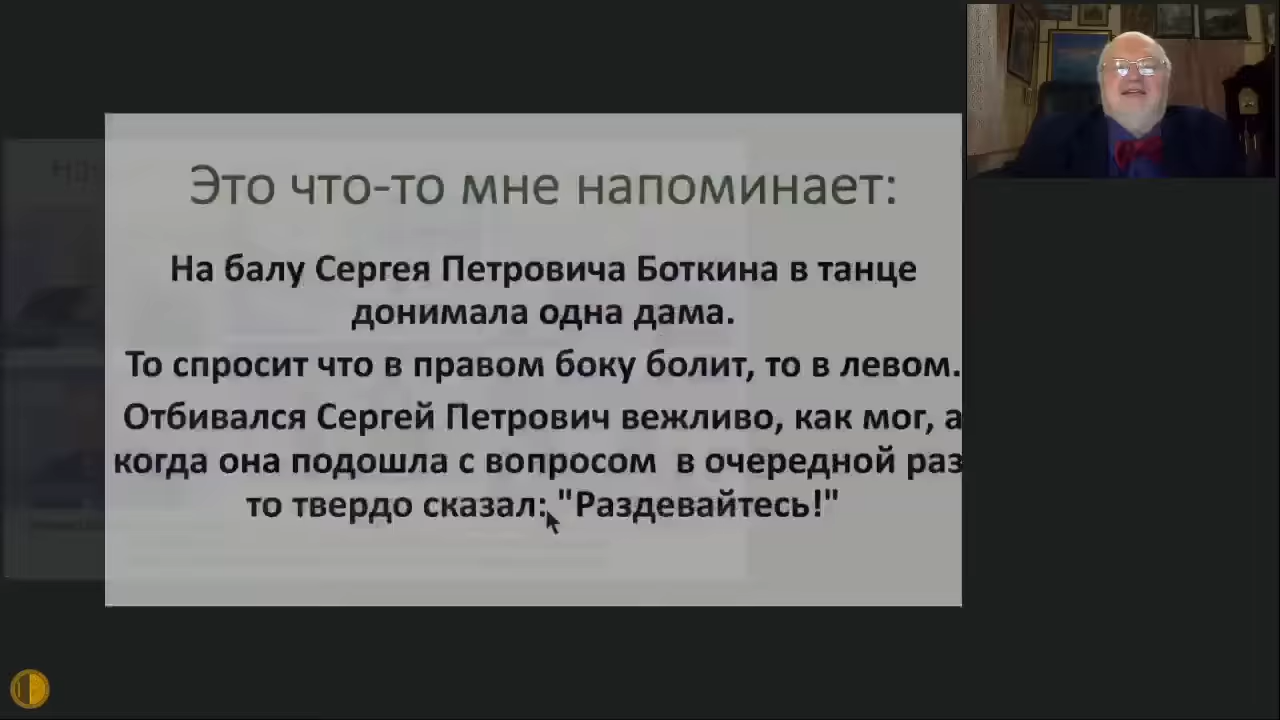 Это что-то мне напоминает:
На балу Сергея Петровича Боткина в танце
донимала одна дама.
То спросит что в правом боку болит, то в левом.
Отбивался Сергей Петрович вежливо, как мог, а
когда она подошла с вопросом в очередной раз
то твердо сказал: "Раздевайтесь!"